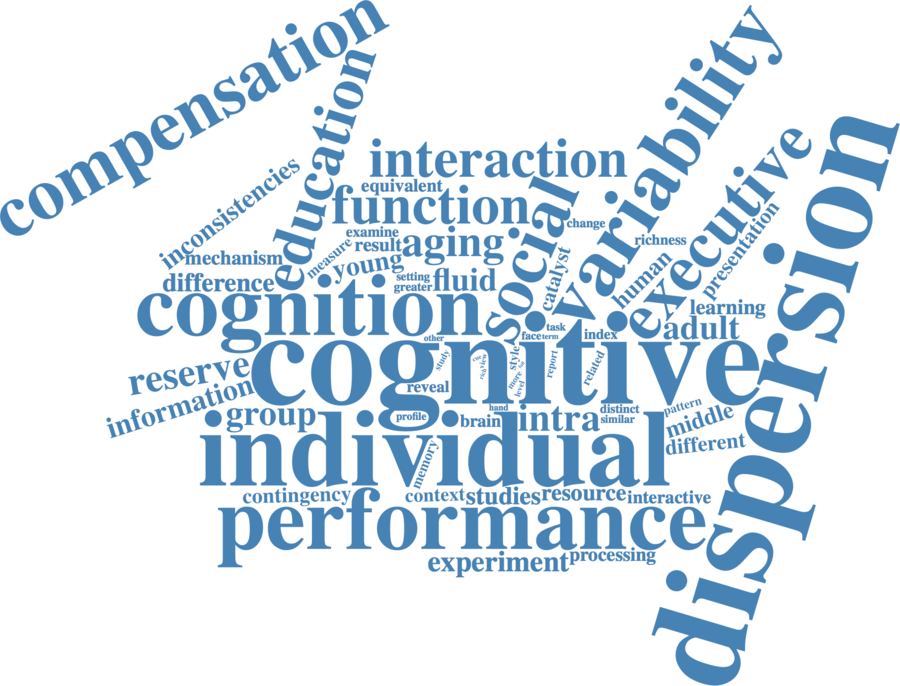 compensation
education
variability
interaction
dispersion
executive
equivalent
inconsistencies
function
social
change
presentation
examine
measure
result
aging
richness
mechanism
young
catalyst
human
setting
fluid
difference
greater
cognition
learning
task
adult
face
term
index
other
cognitive
study
view
style
report
related
reserve
reveal
more
level
information
group
profile
hand
brain
intra
distinct
similar
pattern
middle
individual
different
memory
contingency
context
studies
resource
interactive
performance
experiment
processing